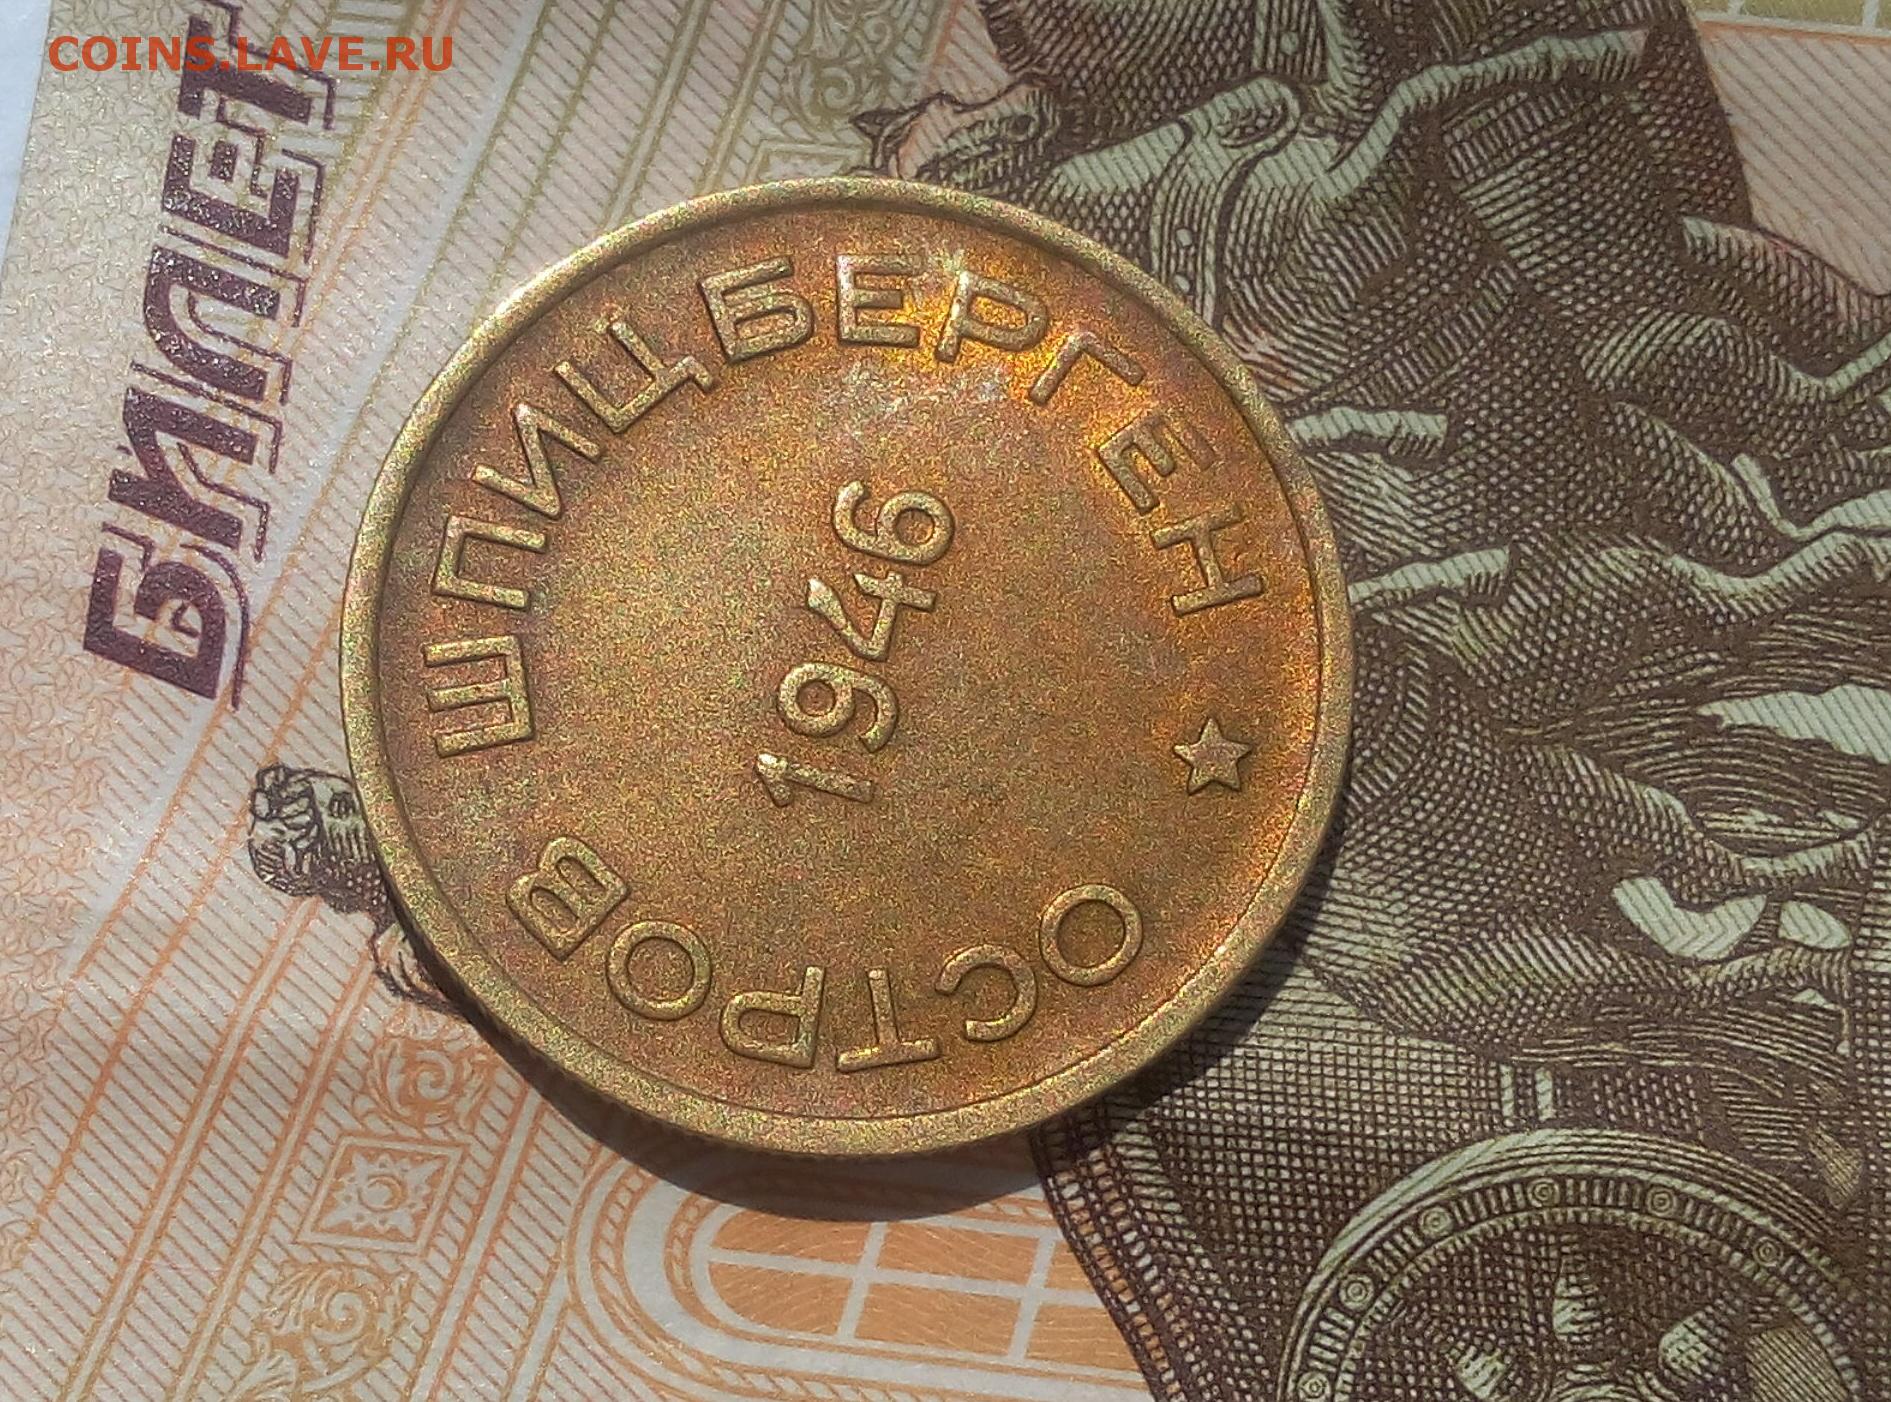 COINS.LAVE.RU
БИЛЕТ
ОСТРОВ ШПИЦБЕРГЕН
1946